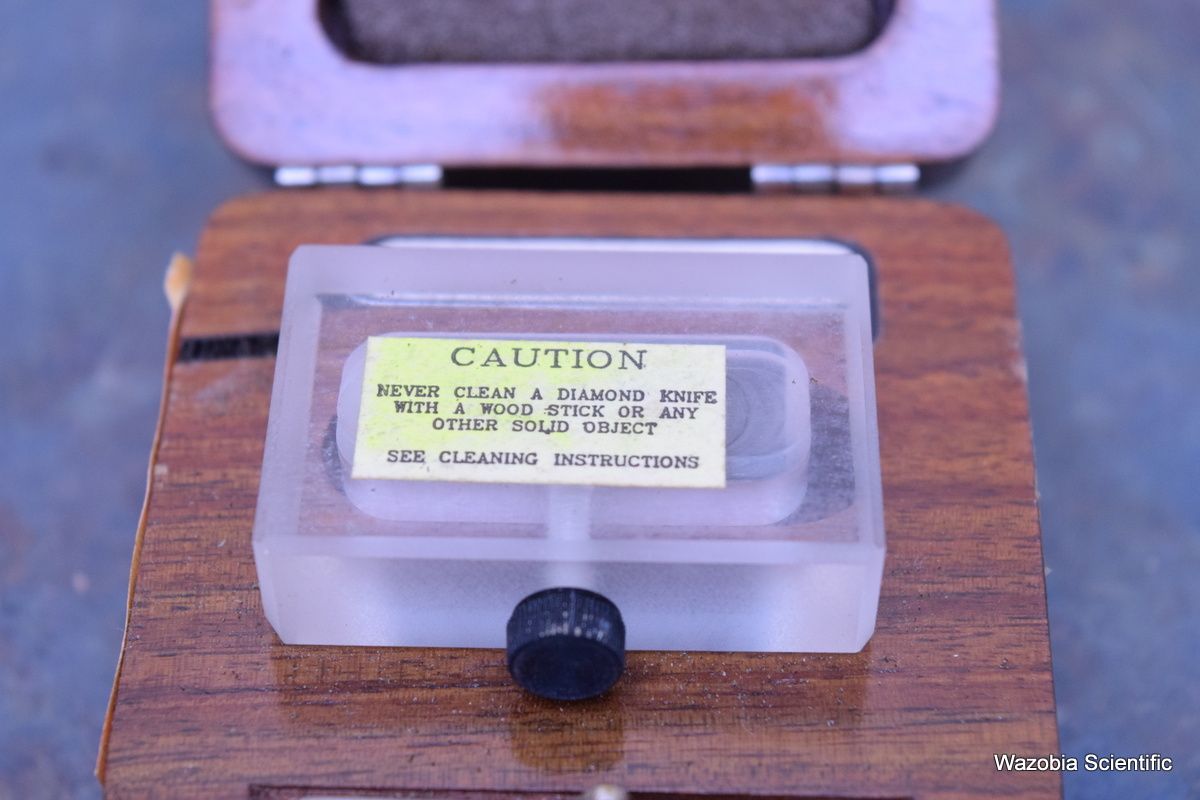 CAUTION
NEVER CLEAN A DIAMOND KNIFE
WITH A WOOD STICK OR ANY
OTHER SOLID OBJECT
SEE CLEANING INSTRUCTIONS
Wazobia Scientific